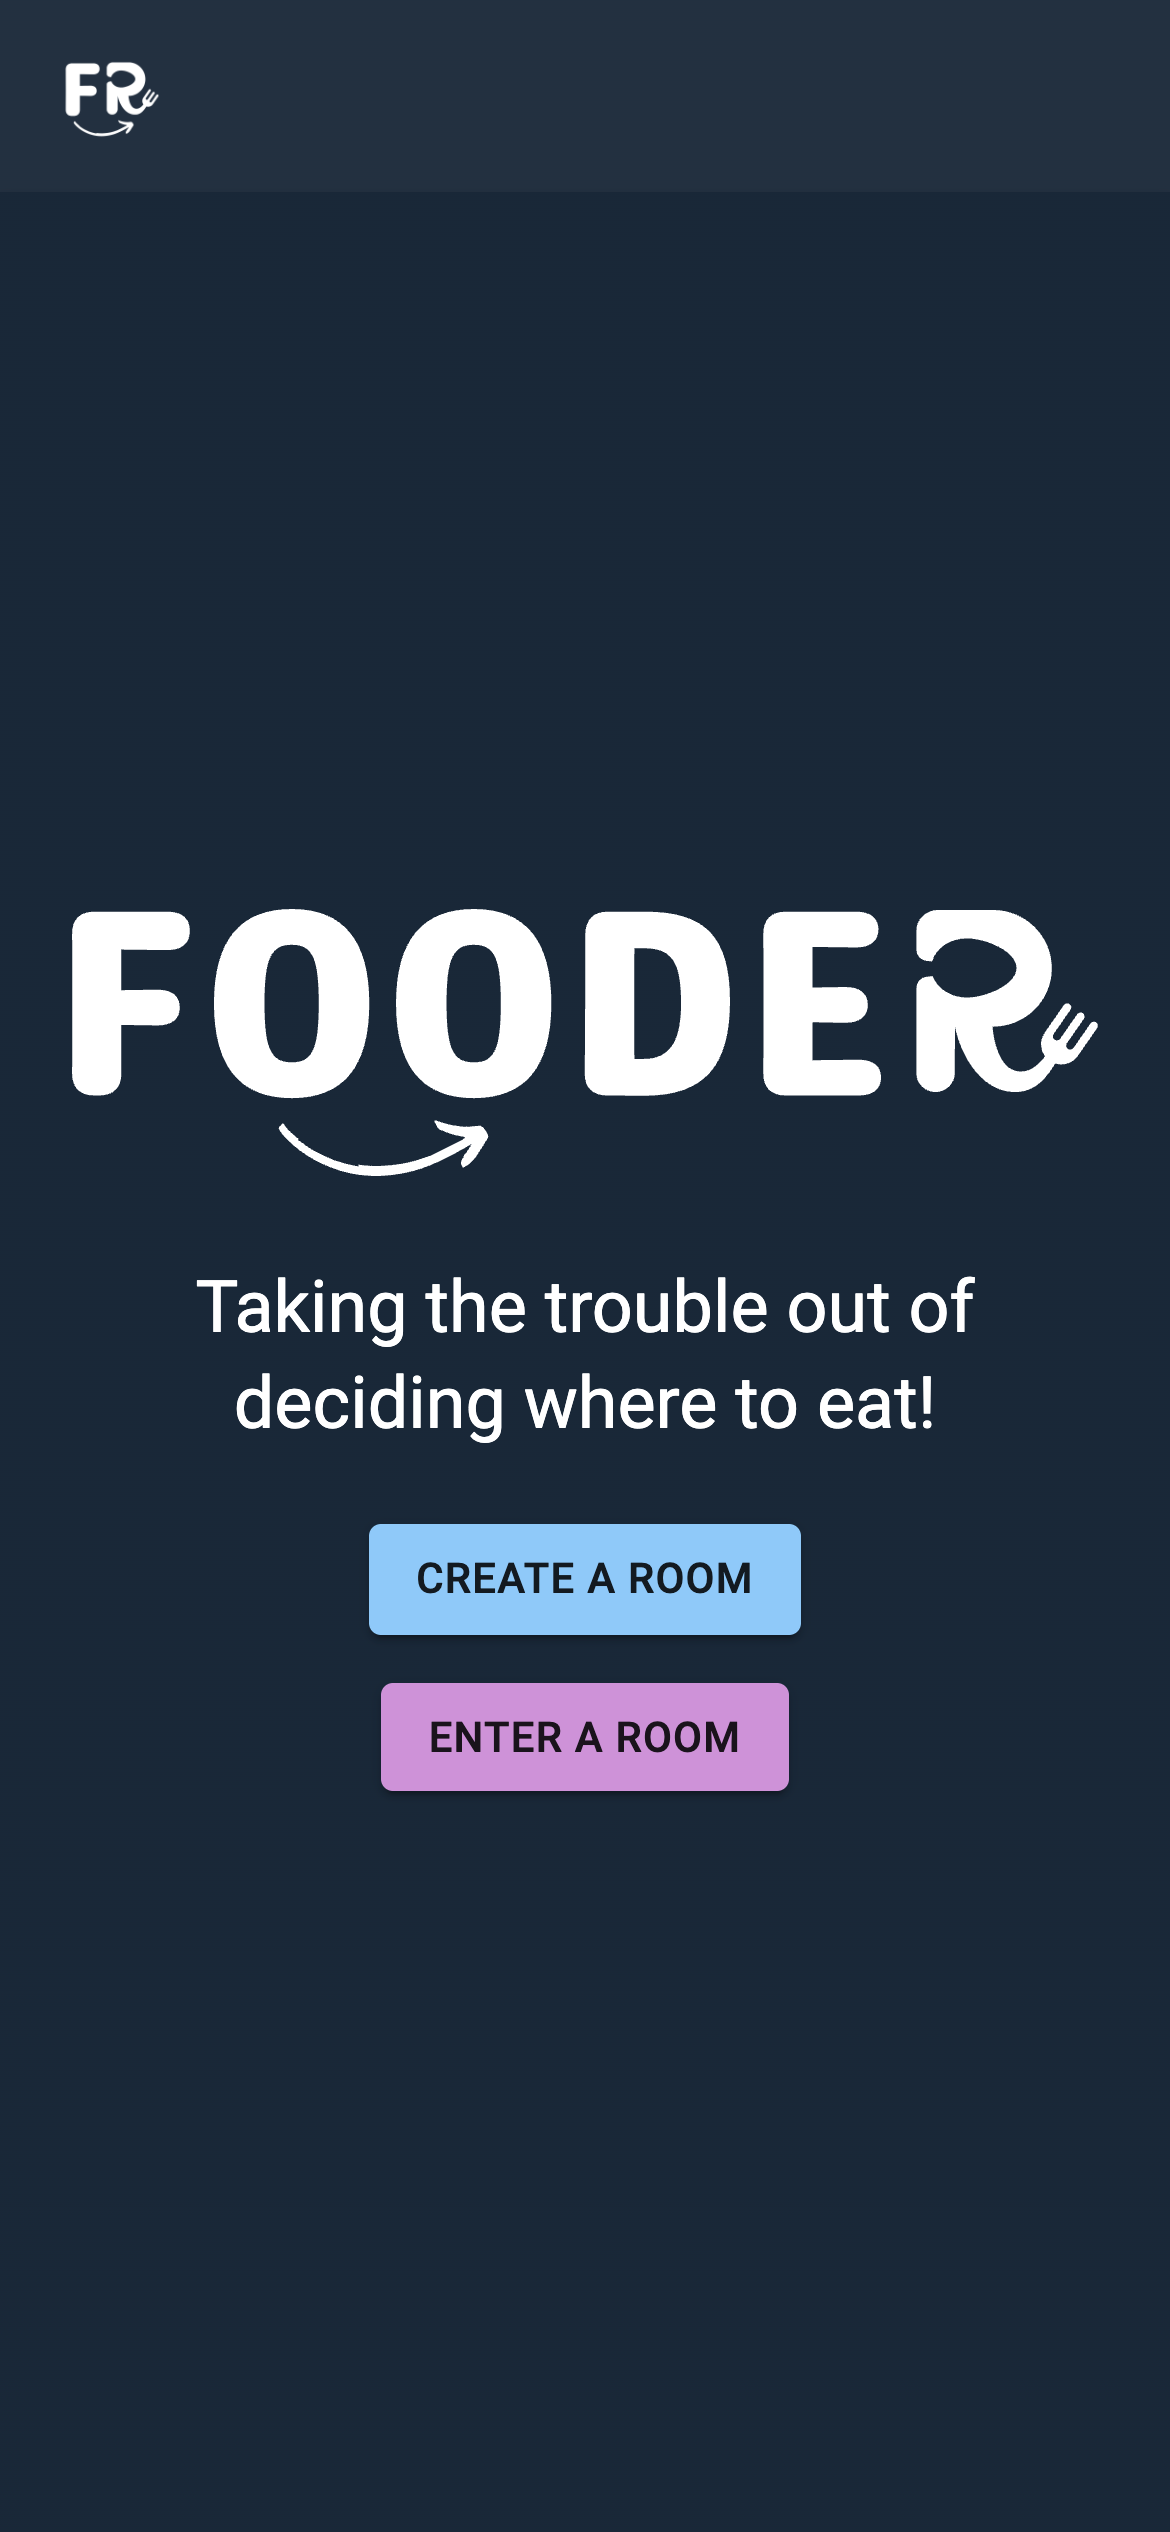 FR
FOODER
Taking the trouble out of
deciding where to eat!
CREATE A ROOM
ENTER A ROOM